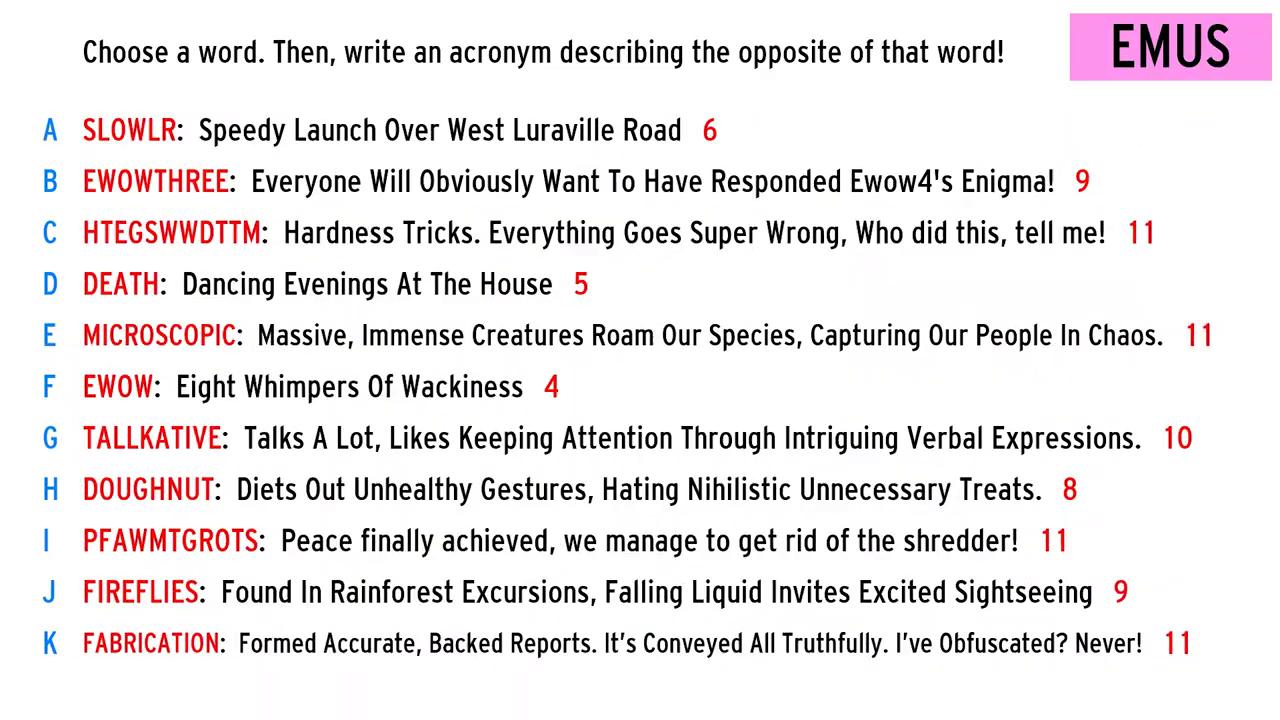 Choose a word. Then, write an acronym describing the opposite of that word!
EMUS
A SLOWLR: Speedy Launch Over West Luraville Road 6
B EWOWTHREE: Everyone Will Obviously Want To Have Responded Ewow4's Enigma! 9
C HTEGSWWDTTM: Hardness Tricks. Everything Goes Super Wrong, Who did this, tell me! 11
D DEATH: Dancing Evenings At The House 5
E MICROSCOPIC: Massive, Immense Creatures Roam Our Species, Capturing Our People In Chaos. 11
F EWOW: Eight Whimpers Of Wackiness 4
G TALLKATIVE: Talks A Lot, Likes Keeping Attention Through Intriguing Verbal Expressions. 10
H DOUGHNUT: Diets Out Unhealthy Gestures, Hating Nihilistic Unnecessary Treats. 8
I PFAWMTGROTS: Peace finally achieved, we manage to get rid of the shredder! 11
J FIREFLIES: Found In Rainforest Excursions, Falling Liquid Invites Excited Sightseeing 9
K FABRICATION: Formed Accurate, Backed Reports. It's Conveyed All Truthfully. I've Obfuscated? Never! 11